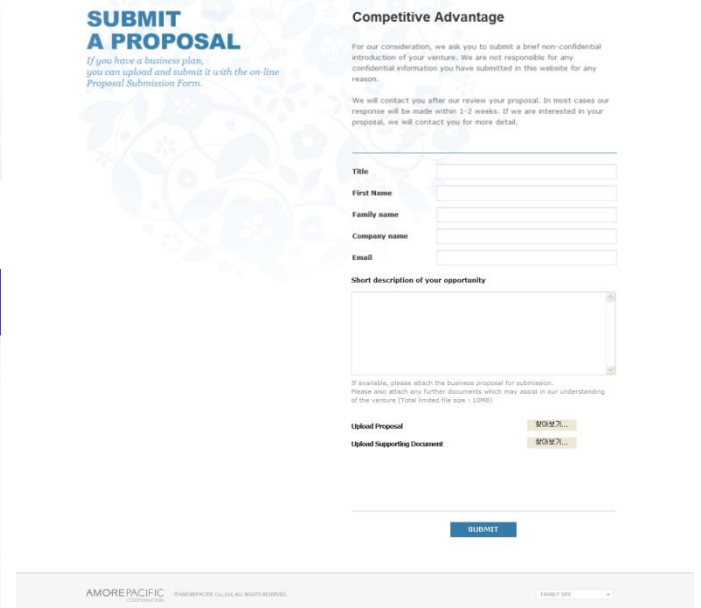 SUBMIT
A PROPOSAL
If you have a business plan,
you can upload and submit it with the on-line
Proposal Submission Form.
Competitive Advantage
For our consideration, we ask you to submit a brief non-confidential
introduction of your venture. We are not responsible for any
confidential information you have submitted in this website for any
reason.
We will contact you after our review your proposal. In most cases our
response will be made within 1-2 weeks. If we are interested in your
proposal, we will contact you for more detail.
Title
First Name
Family name
Company name
Email
Short description of your opportunity
If available, please attach the business proposal for submission.
Please also attach any further documents which may assist in our understanding
of the venture (Total limited file size : 10MB)
Upload Proposal 찾아보기...
Upload Supporting Document 찾아보기...
SUBMIT
AMOREPACIFIC
CORPORATION
©AMOREPACIFIC Co., Ltd. ALL RIGHTS RESERVED.
FAMILY SITE